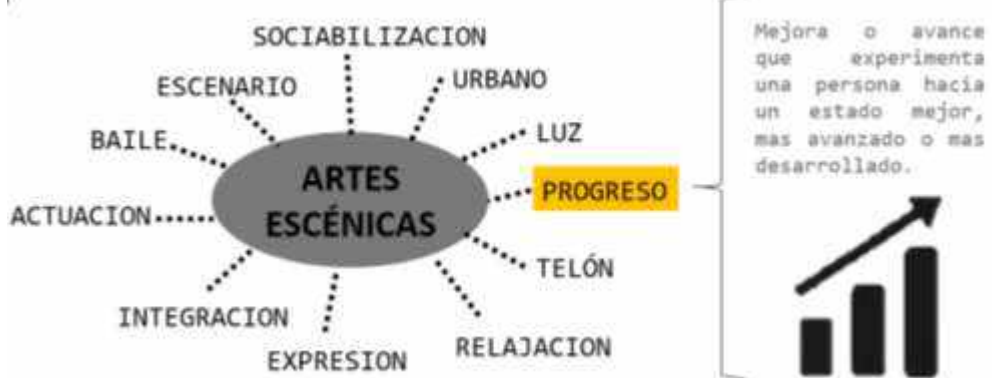 SOCIABILIZACION
ESCENARIO
URBANO
BAILE
LUZ
ARTES
ESCÉNICAS
PROGRESO
ACTUACION
TELÓN
INTEGRACION
EXPRESION
RELAJACION
Mejora o avance
que experimenta
una persona hacia
un estado mejor,
mas avanzado o mas
desarrollado.